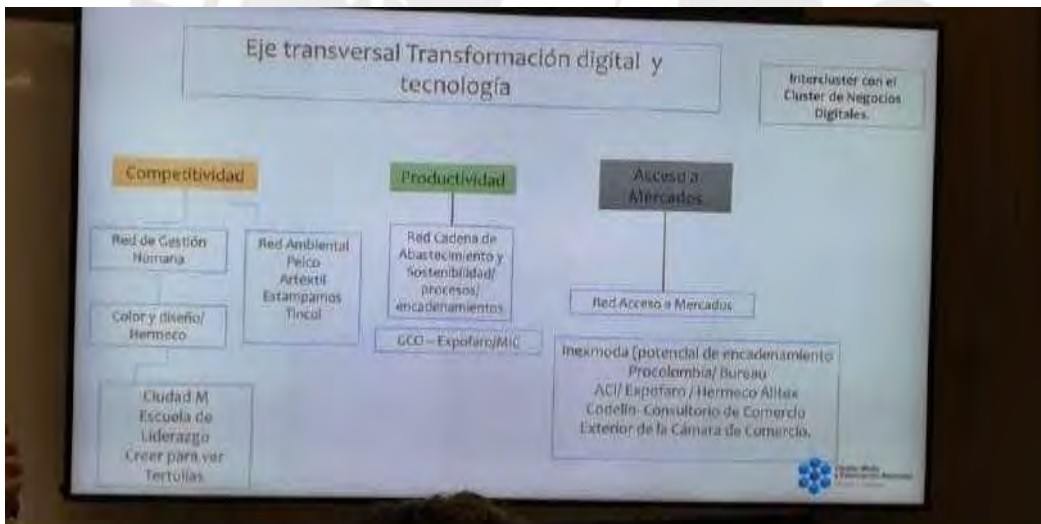 Eje transversal Transformación digital y
tecnología
Intercluster con el
Cluster de Negocios
Digitales.
Competitividad
Productividad
Acceso a
Mercados
Red de Gestión
Humana
Red Ambiental
Pelco
Artextil
Estampamos
Tincol
Red Cadena de
Abastecimiento y
Sostenibilidad/
procesos/
encadenamientos
Red Acceso a Mercados
Color y diseño/
Hermeco
GCO – Expofaro/MIC
Inexmoda (potencial de encadenamiento
Procolombia/ Bureau
ACI/ Expofaro / Hermeco
Consultorio de Comercio
Exterior de la Cámara de Comercio.
Ciudad M
Escuela de
Liderazgo
Creer para ver
Tertulias